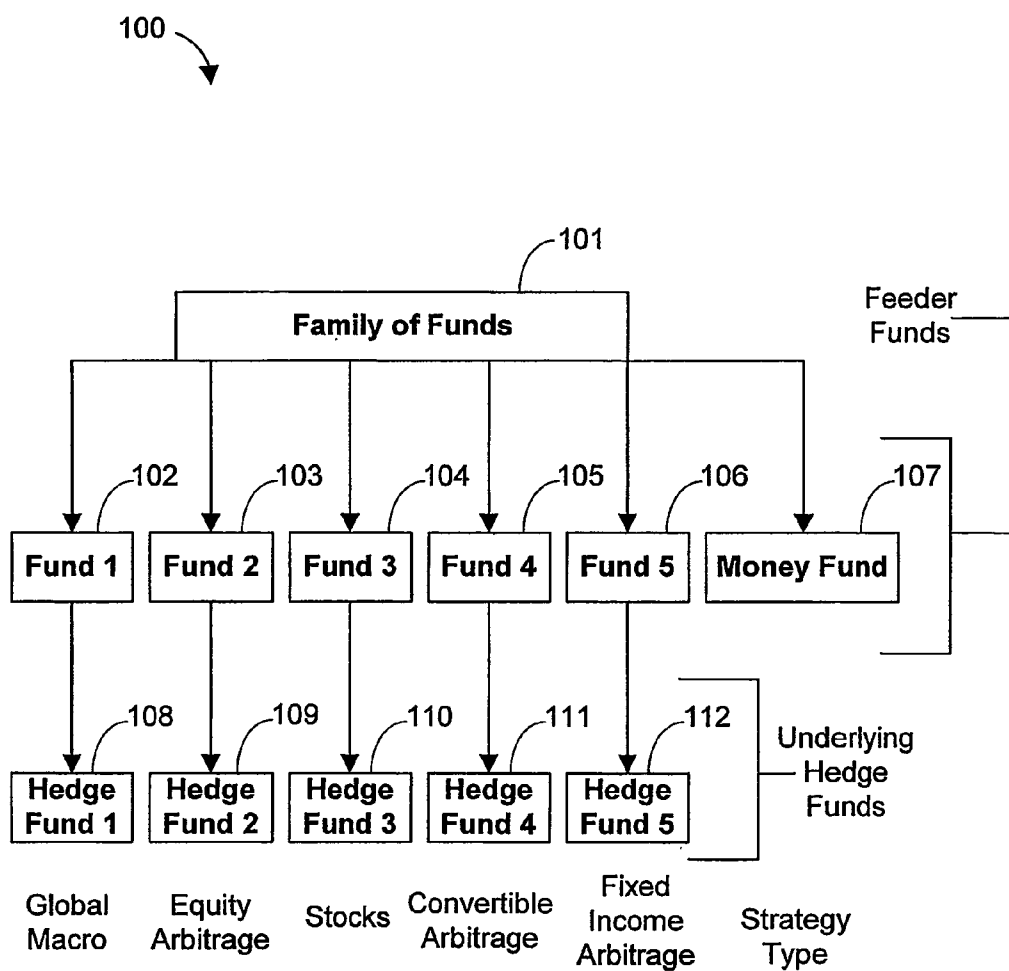 100
101
Family of Funds
Feeder
Funds
102
103
104
105
106
107
Fund 1
Fund 2
Fund 3
Fund 4
Fund 5
Money Fund
108
109
110
111
112
Hedge
Fund 1
Hedge
Fund 2
Hedge
Fund 3
Hedge
Fund 4
Hedge
Fund 5
Underlying
Hedge
Funds
Global
Macro
Equity
Arbitrage
Stocks
Convertible
Arbitrage
Fixed
Income
Arbitrage
Strategy
Type